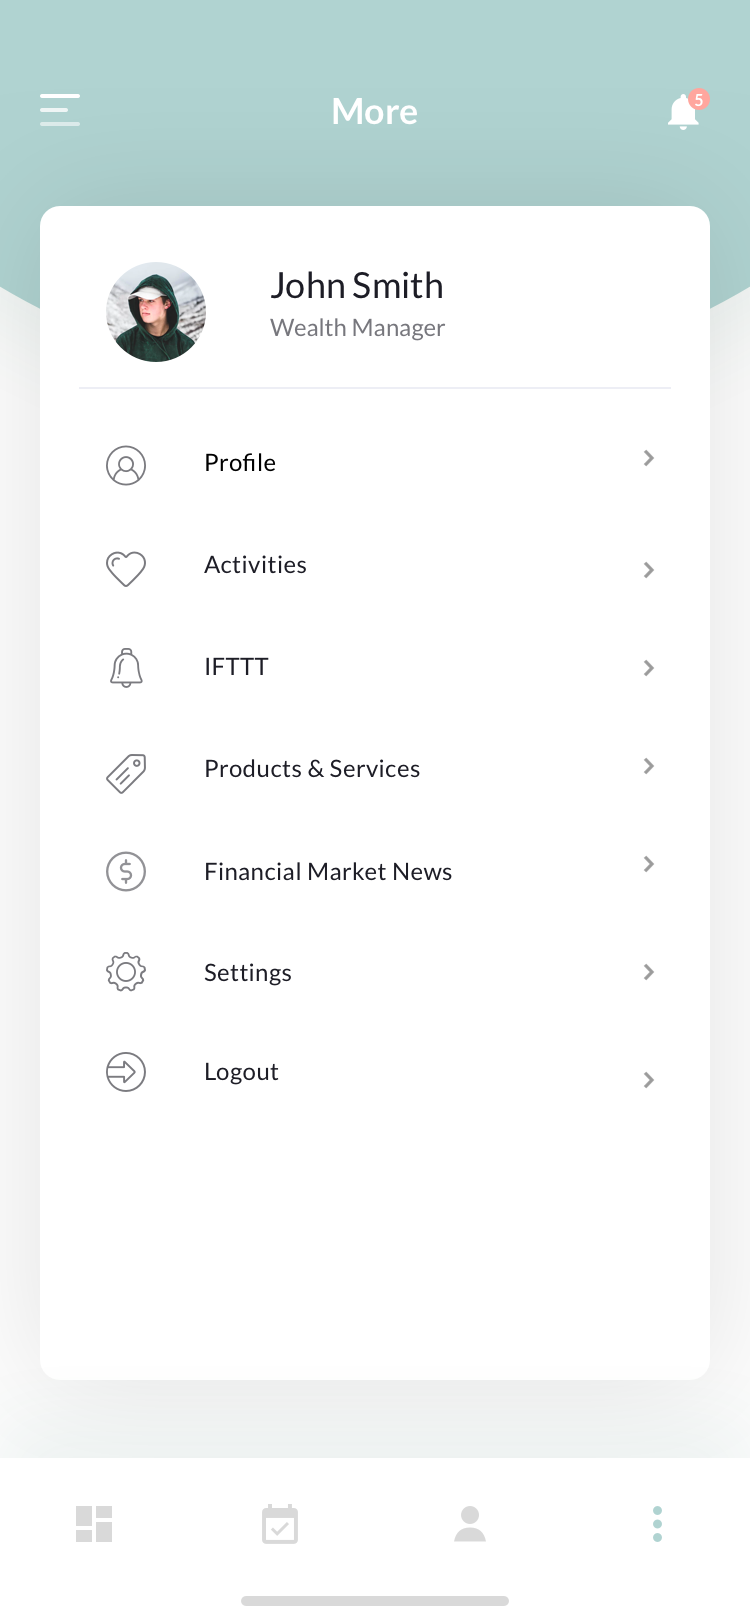 More
5
John Smith
Wealth Manager
Profile
Activities
IFTTT
Products & Services
Financial Market News
Settings
Logout